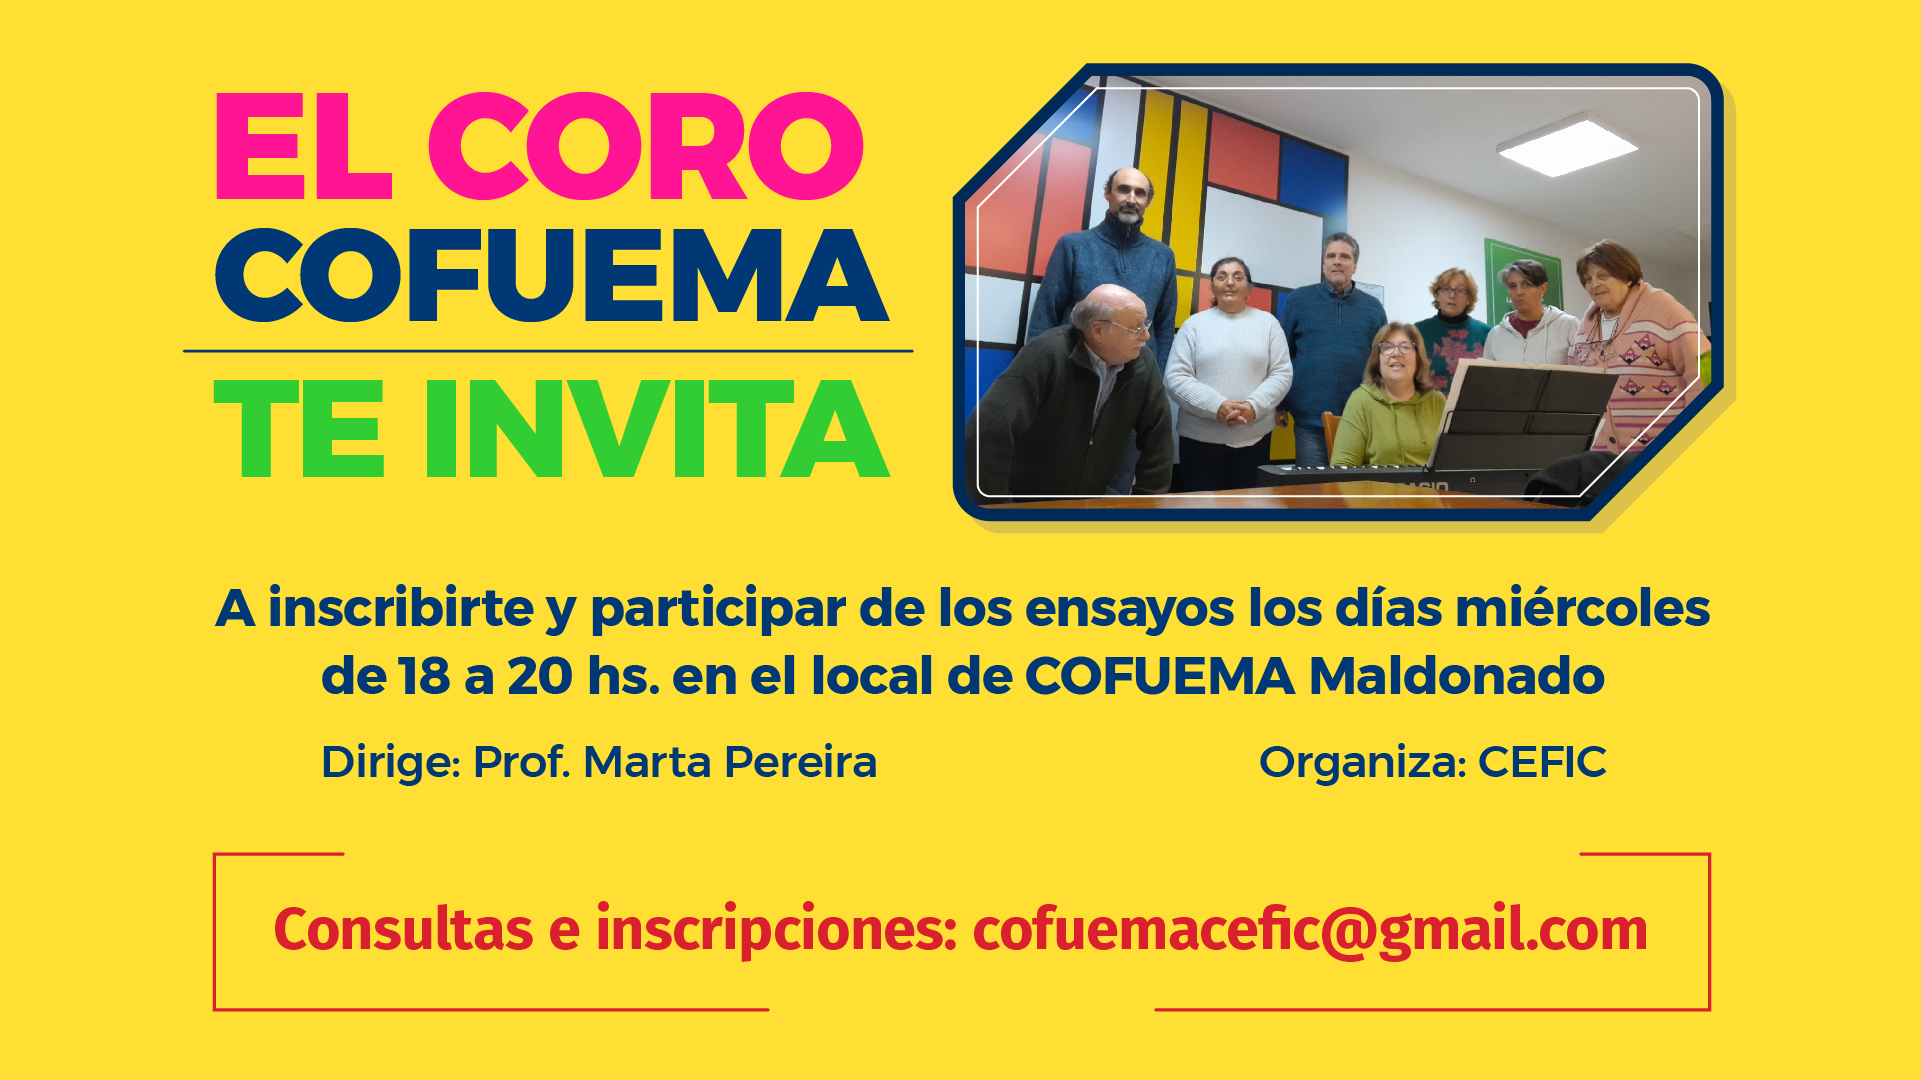 EL CORO
COFUEMA
TE INVITA
A inscribirte y participar de los ensayos los días miércoles
de 18 a 20 hs. en el local de COFUEMA Maldonado
Dirige: Prof. Marta Pereira
Organiza: CEFIC
Consultas e inscripciones: cofuemacefic@gmail.com